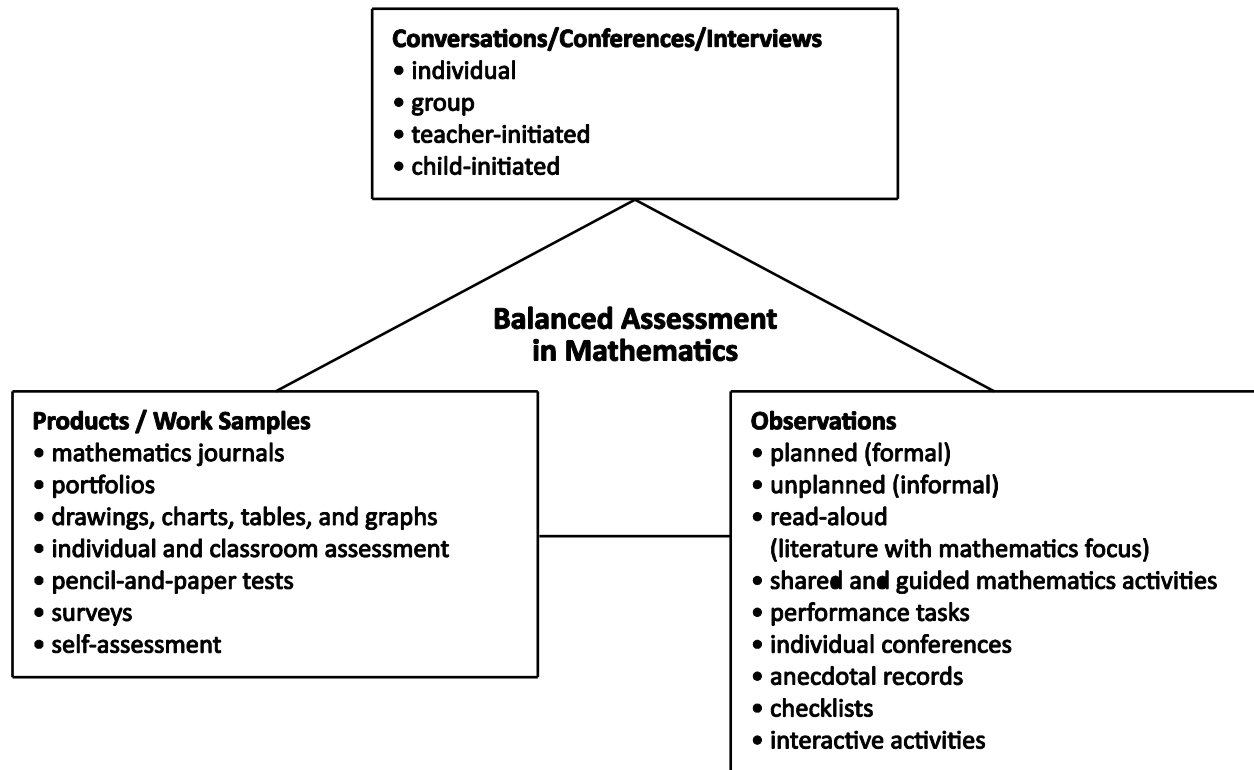 Conversations/Conferences/Interviews
• individual
• group
• teacher-initiated
• child-initiated
Balanced Assessment
in Mathematics
Products / Work Samples
• mathematics journals
• portfolios
• drawings, charts, tables, and graphs
• individual and classroom assessment
• pencil-and-paper tests
• surveys
• self-assessment
Observations
• planned (formal)
• unplanned (informal)
• read-aloud
(literature with mathematics focus)
• shared and guided mathematics activities
• performance tasks
• individual conferences
• anecdotal records
• checklists
• interactive activities